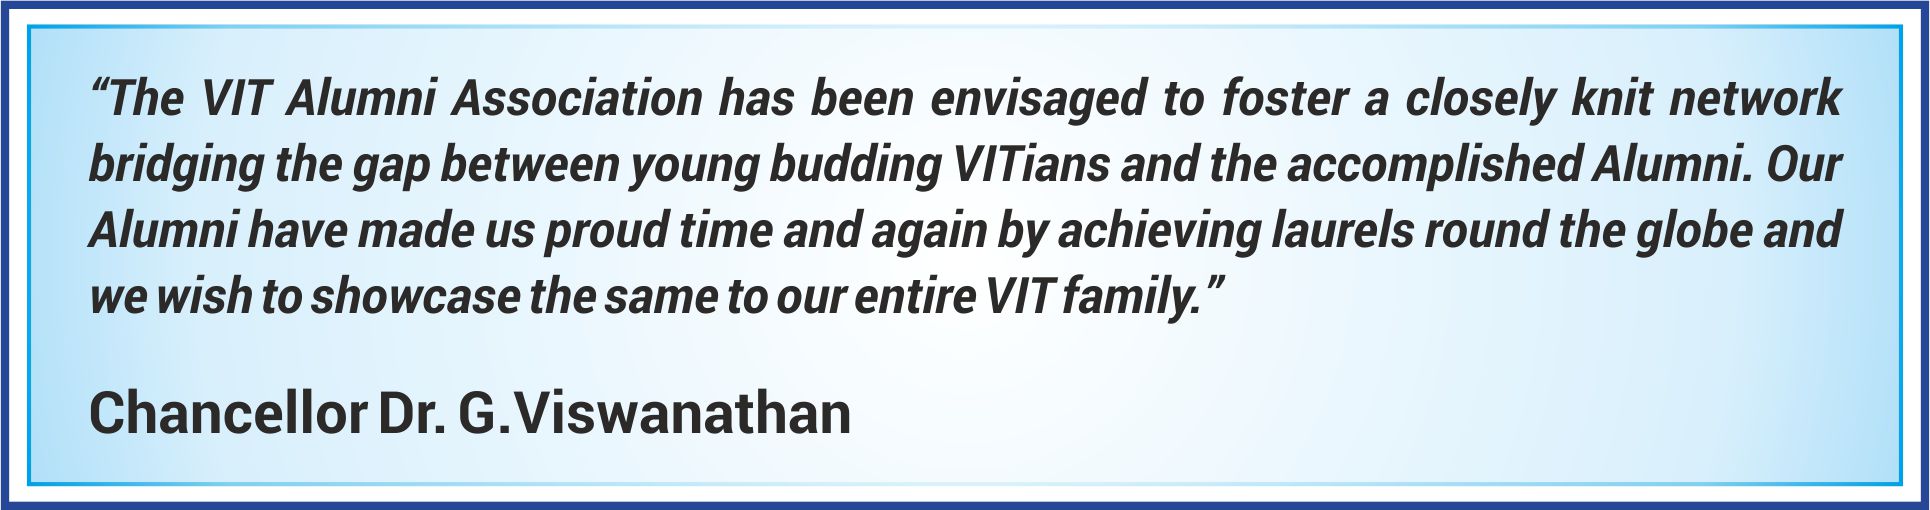 “The VIT Alumni Association has been envisaged to foster a closely knit network
bridging the gap between young budding VITians and the accomplished Alumni. Our
Alumni have made us proud time and again by achieving laurels round the globe and
we wish to showcase the same to our entire VIT family.”
Chancellor Dr. G.Viswanathan